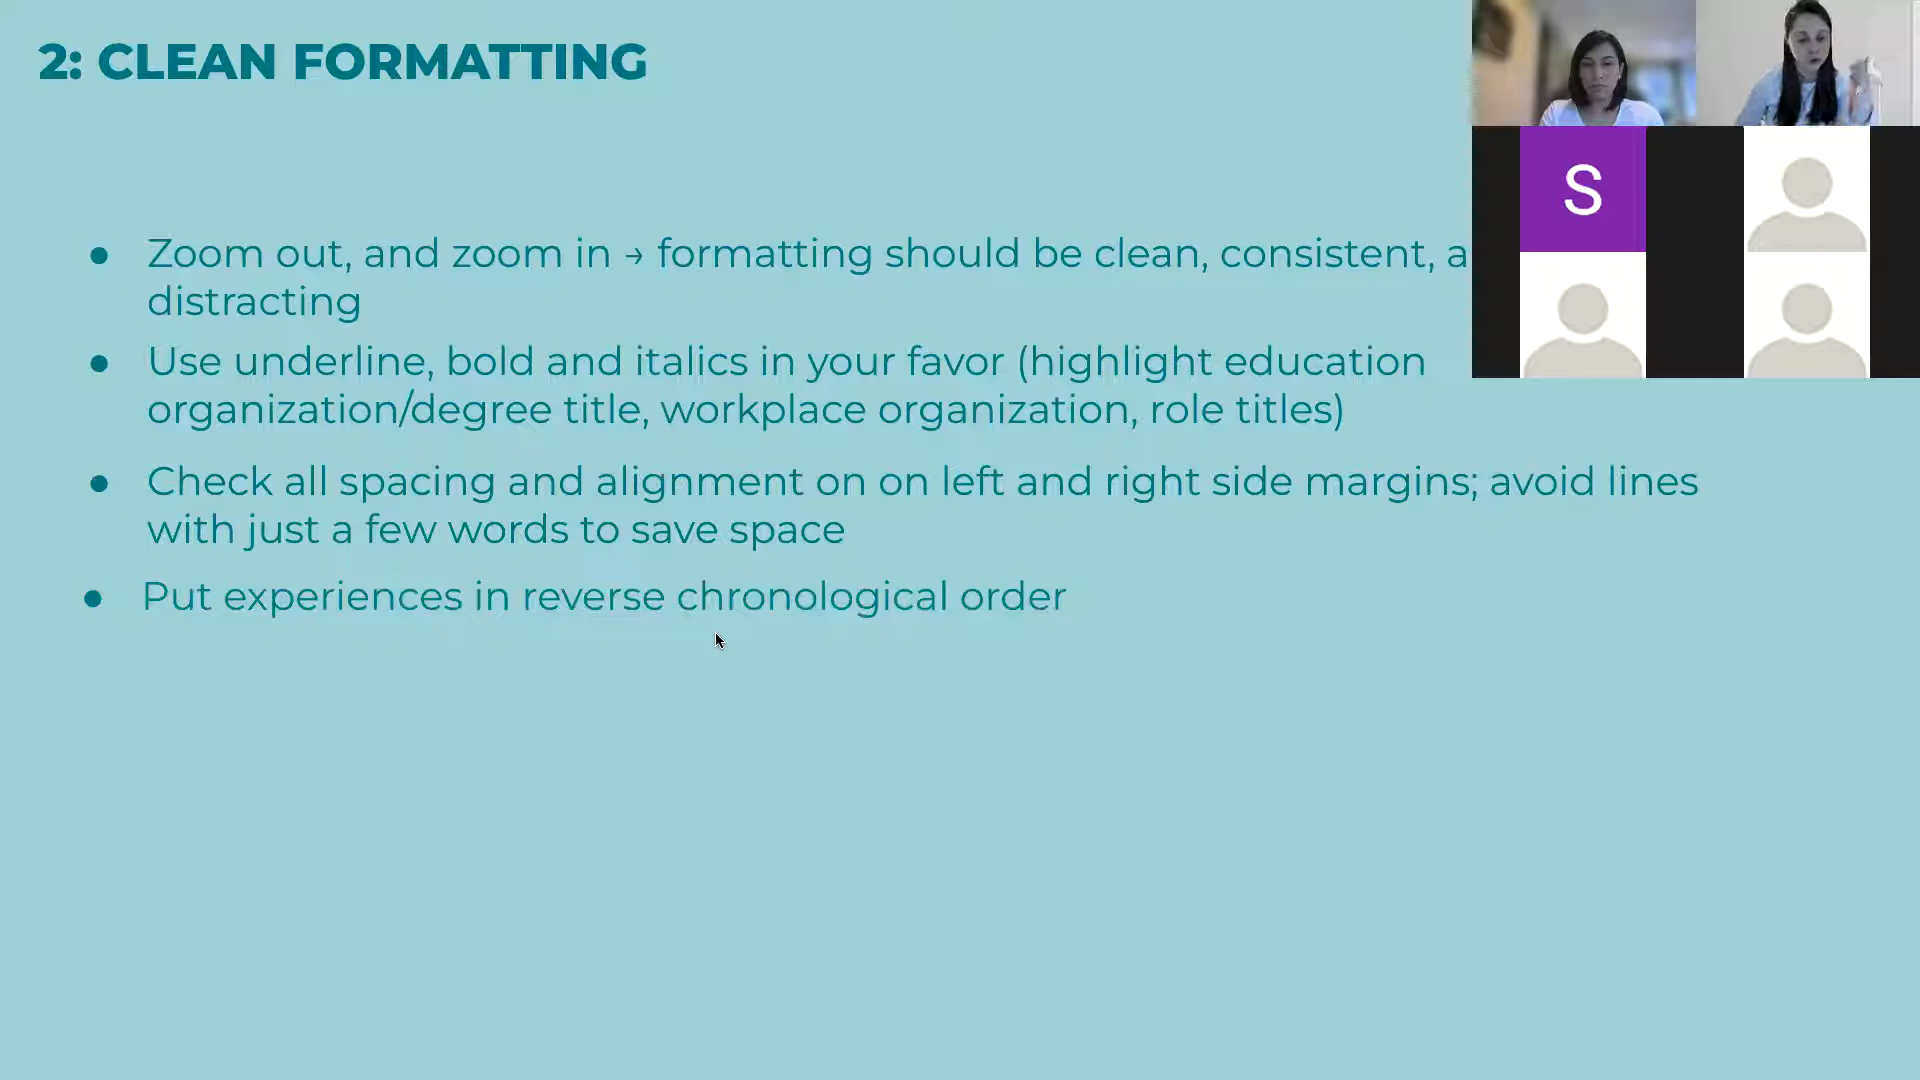 2: CLEAN FORMATTING
S
● Zoom out, and zoom in → formatting should be clean, consistent, a
distracting
● Use underline, bold and italics in your favor (highlight education
organization/degree title, workplace organization, role titles)
● Check all spacing and alignment on on left and right side margins; avoid lines
with just a few words to save space
● Put experiences in reverse chronological order